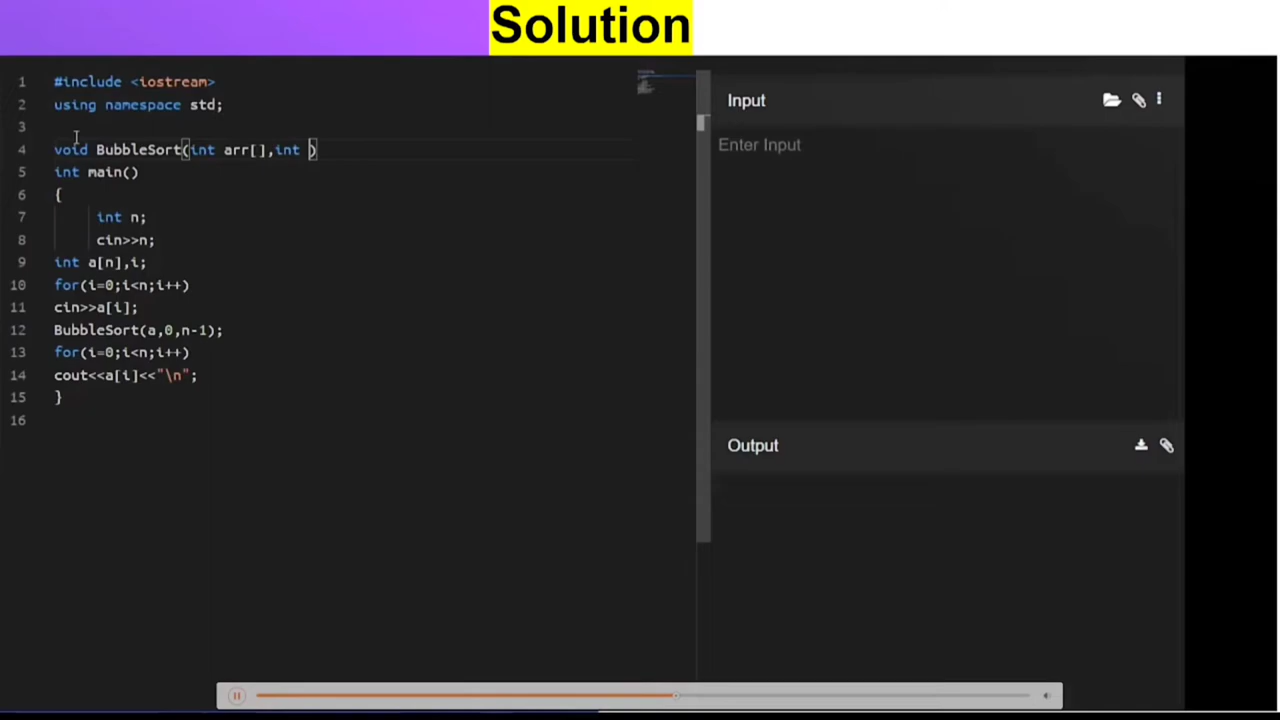 Solution
1 #include <iostream>
2 using namespace std;
3
4 void BubbleSort(int arr[],int )
5 int main()
6 {
7 int n;
8 cin>>n;
9 int a[n],i;
10 for(i=0;i<n;i++)
11 cin>>a[i];
12 BubbleSort(a,0,n-1);
13 for(i=0;i<n;i++)
14 cout<<a[i]<<"\n";
15 }
16
Input
Enter Input
Output